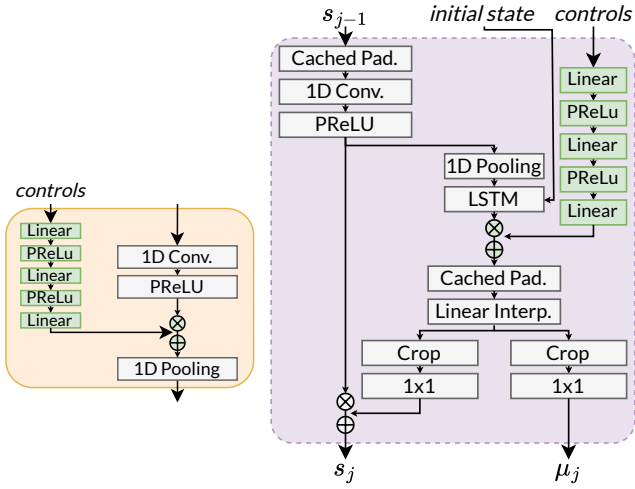 controls
Linear
PReLu
Linear
PReLu
Linear
1D Conv.
PReLU
1D Pooling
s_{j-1}
initial state
controls
Cached Pad.
1D Conv.
PReLU
Linear
PReLu
Linear
PReLu
Linear
1D Pooling
LSTM
Cached Pad.
Linear Interp.
Crop
Crop
1x1
1x1
s_j
μ_j